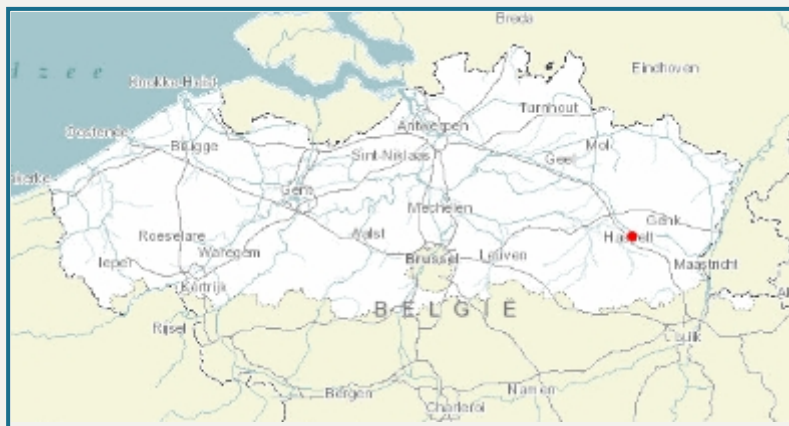 Breda
dzee
Eindhoven
Knokke-Heist
Turnhout
Antwerpen
Oostende
Mol
Brugge
Sint-Niklaas
Geel
Gent
Mechelen
Genk
Roeselare
Aalst
Hasselt
Waregem
Brussel
Leuven
Ieper
Maastricht
Kortrijk
BELGIË
Rijsel
Luik
Bergen
Namen
Charleroi